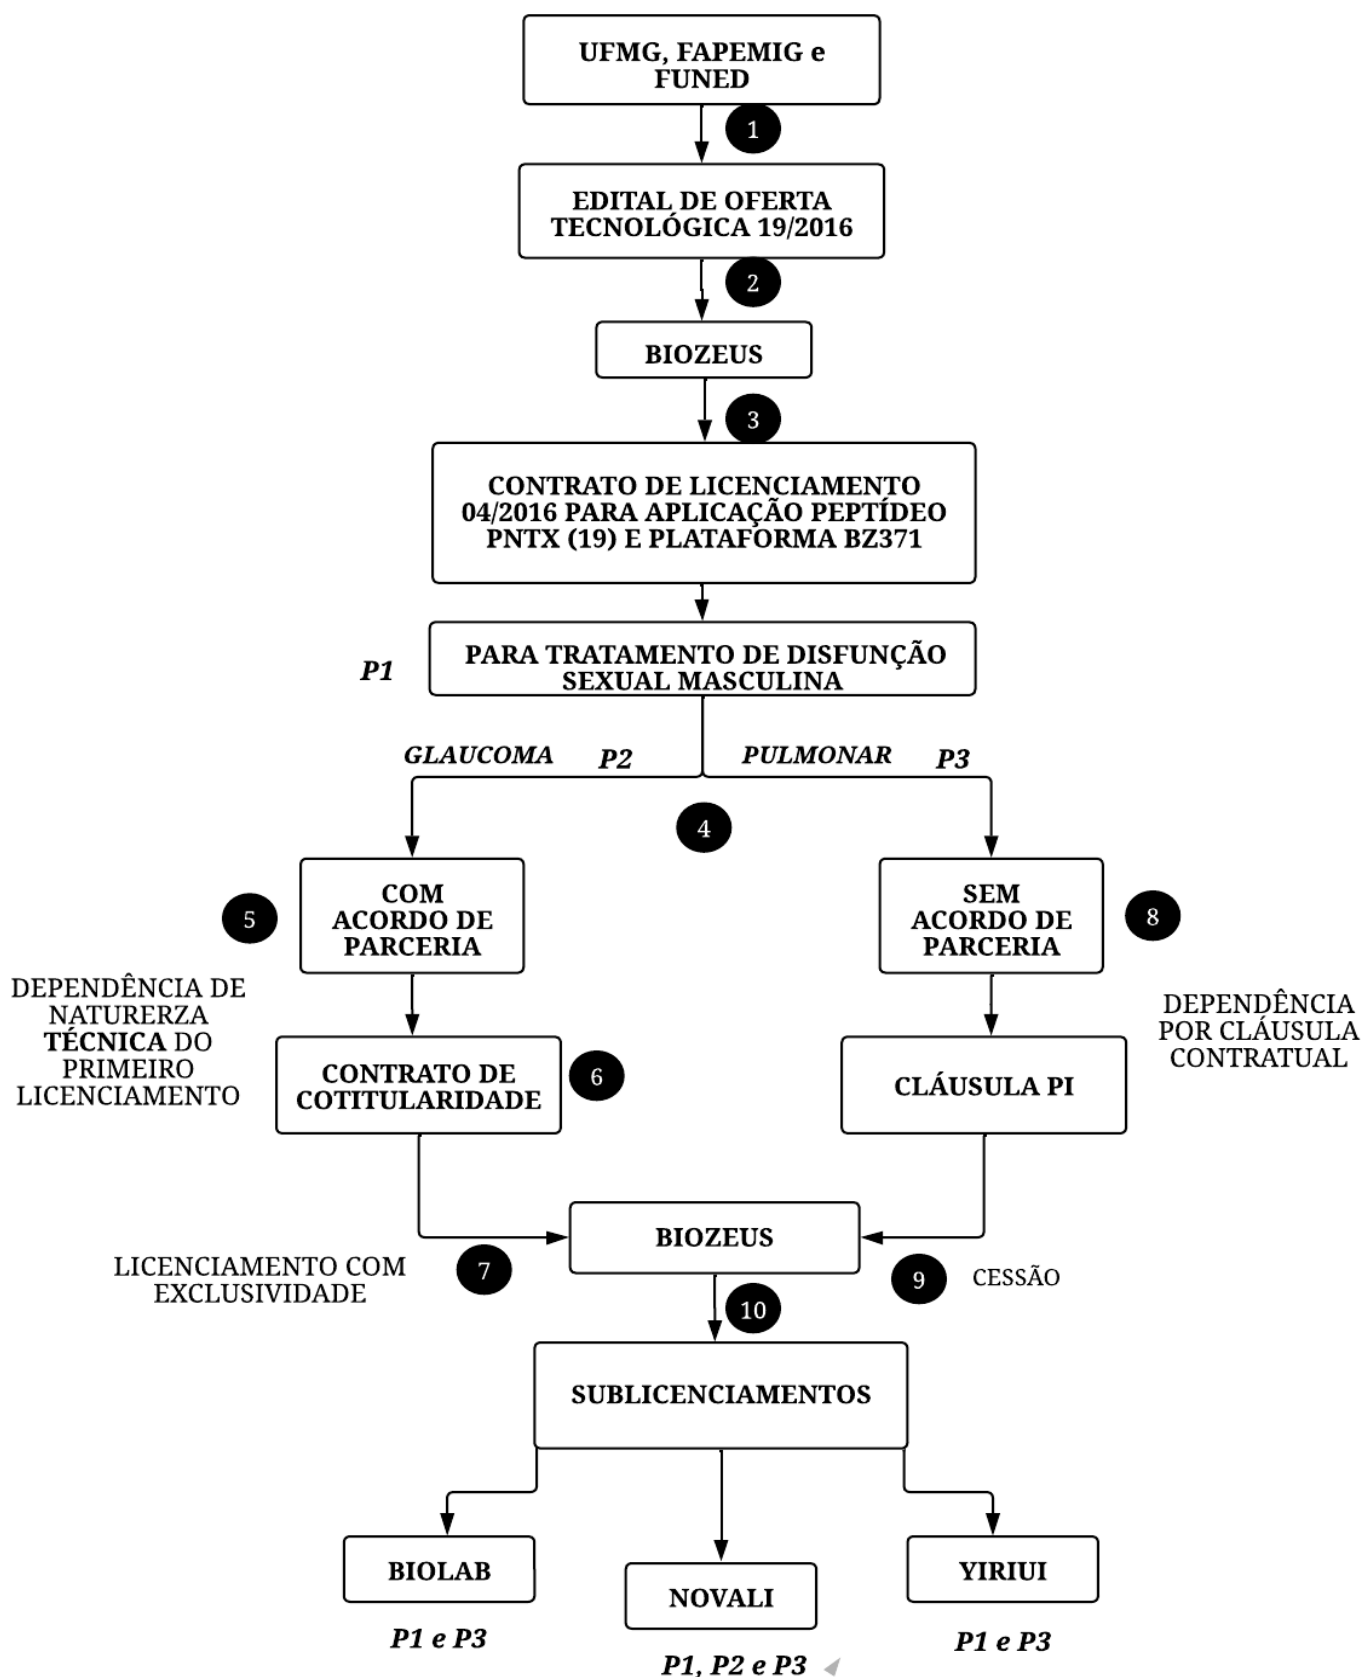 UFMG, FAPEMIG e
FUNED
1
EDITAL DE OFERTA
TECNOLÓGICA 19/2016
2
BIOZEUS
3
CONTRATO DE LICENCIAMENTO
04/2016 PARA APLICAÇÃO PEPTÍDEO
PNTX (19) E PLATAFORMA BZ371
P1
PARA TRATAMENTO DE DISFUNÇÃO
SEXUAL MASCULINA
GLAUCOMA P2
PULMONAR P3
4
5
COM
ACORDO DE
PARCERIA
SEM
ACORDO DE
PARCERIA
8
DEPENDÊNCIA DE
NATURERZA
TÉCNICA DO
PRIMEIRO
LICENCIAMENTO
CONTRATO DE
COTITULARIDADE
6
CLÁUSULA PI
DEPENDÊNCIA
POR CLÁUSULA
CONTRATUAL
BIOZEUS
LICENCIAMENTO COM
EXCLUSIVIDADE
7
9
CESSÃO
10
SUBLICENCIAMENTOS
BIOLAB
NOVALI
YIRIUI
P1 e P3
P1, P2 e P3
P1 e P3